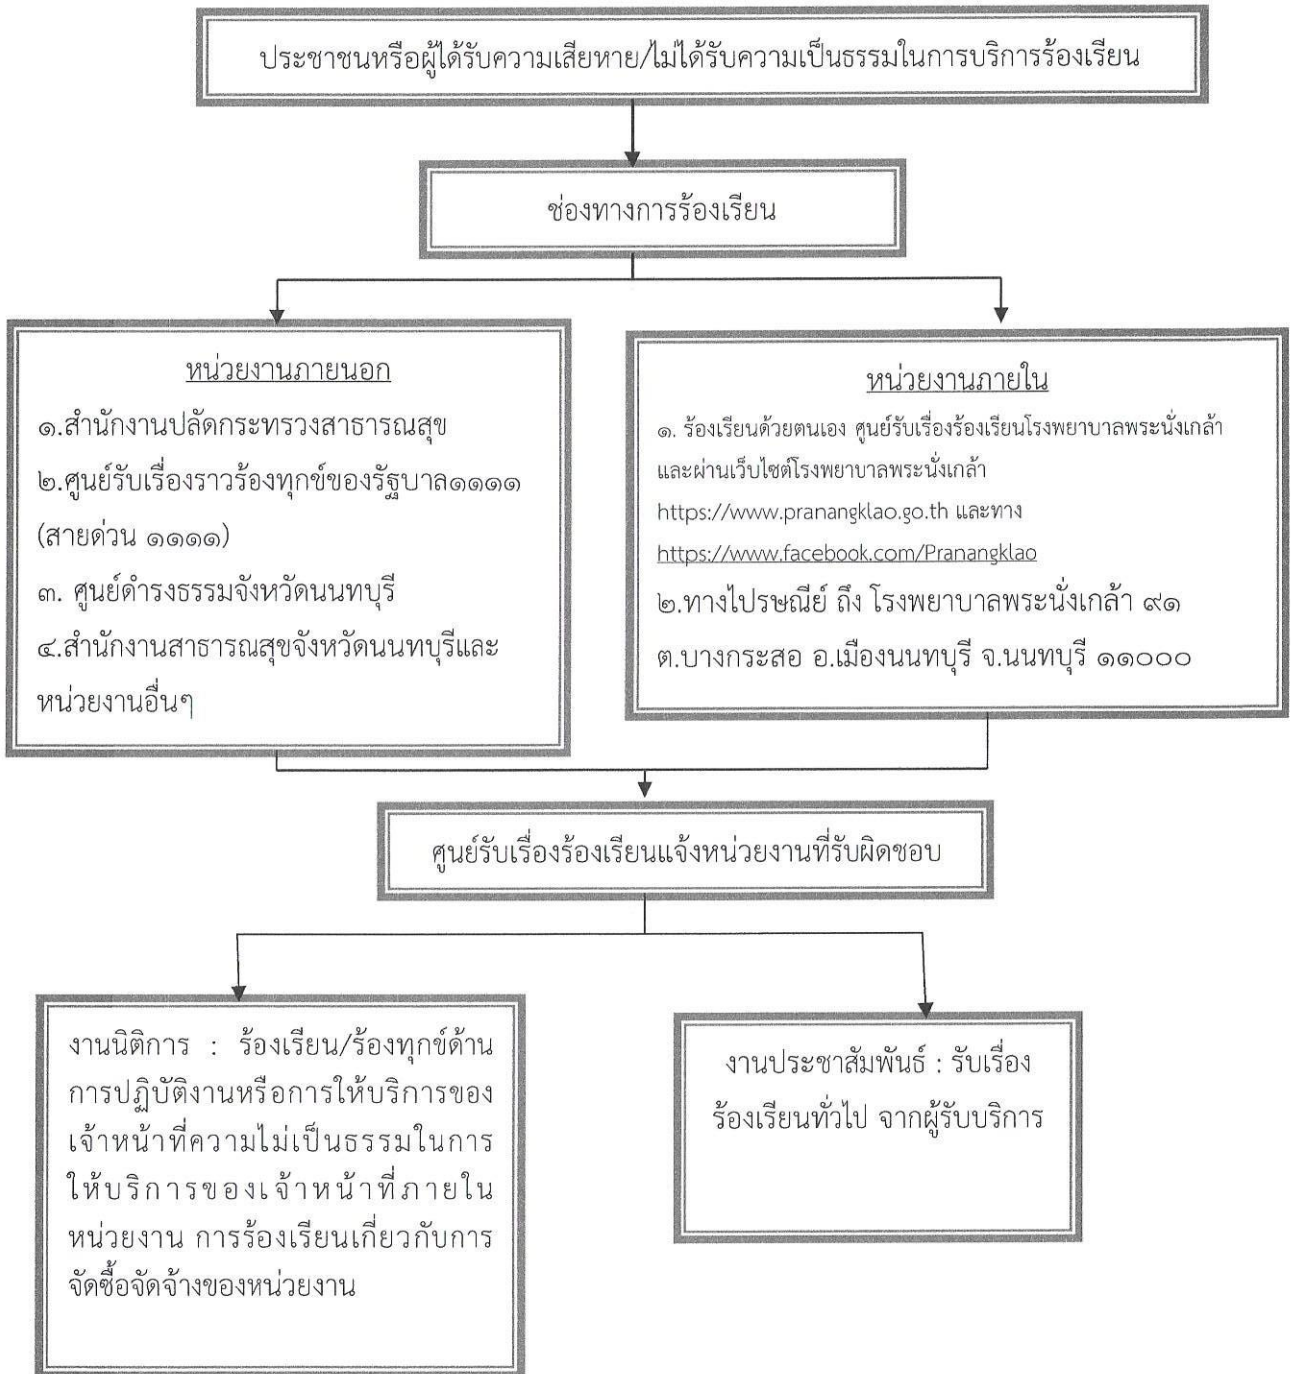 ประชาชนหรือผู้ได้รับความเสียหาย/ไม่ได้รับความเป็นธรรมในการบริการร้องเรียน
ช่องทางการร้องเรียน
หน่วยงานภายนอก
๑.สำนักงานปลัดกระทรวงสาธารณสุข
๒.ศูนย์รับเรื่องราวร้องทุกข์ของรัฐบาล๑๑๑๑
(สายด่วน ๑๑๑๑)
๓. ศูนย์ดำรงธรรมจังหวัดนนทบุรี
๔.สำนักงานสาธารณสุขจังหวัดนนทบุรีและ
หน่วยงานอื่นๆ
หน่วยงานภายใน
๑. ร้องเรียนด้วยตนเอง ศูนย์รับเรื่องร้องเรียนโรงพยาบาลพระนั่งเกล้า
และผ่านเว็บไซต์โรงพยาบาลพระนั่งเกล้า
https://www.pranangklao.go.th และทาง
https://www.facebook.com/Pranangklao
๒.ทางไปรษณีย์ ถึง โรงพยาบาลพระนั่งเกล้า ๙๑
ต.บางกระสอ อ.เมืองนนทบุรี จ.นนทบุรี ๑๑๐๐๐
ศูนย์รับเรื่องร้องเรียนแจ้งหน่วยงานที่รับผิดชอบ
งานนิติการ : ร้องเรียน/ร้องทุกข์ด้าน
การปฏิบัติงานหรือการให้บริการของ
เจ้าหน้าที่ความไม่เป็นธรรมในการ
ให้บริการของเจ้าหน้าที่ภายใน
หน่วยงาน การร้องเรียนเกี่ยวกับการ
จัดซื้อจัดจ้างของหน่วยงาน
งานประชาสัมพันธ์ : รับเรื่อง
ร้องเรียนทั่วไป จากผู้รับบริการ